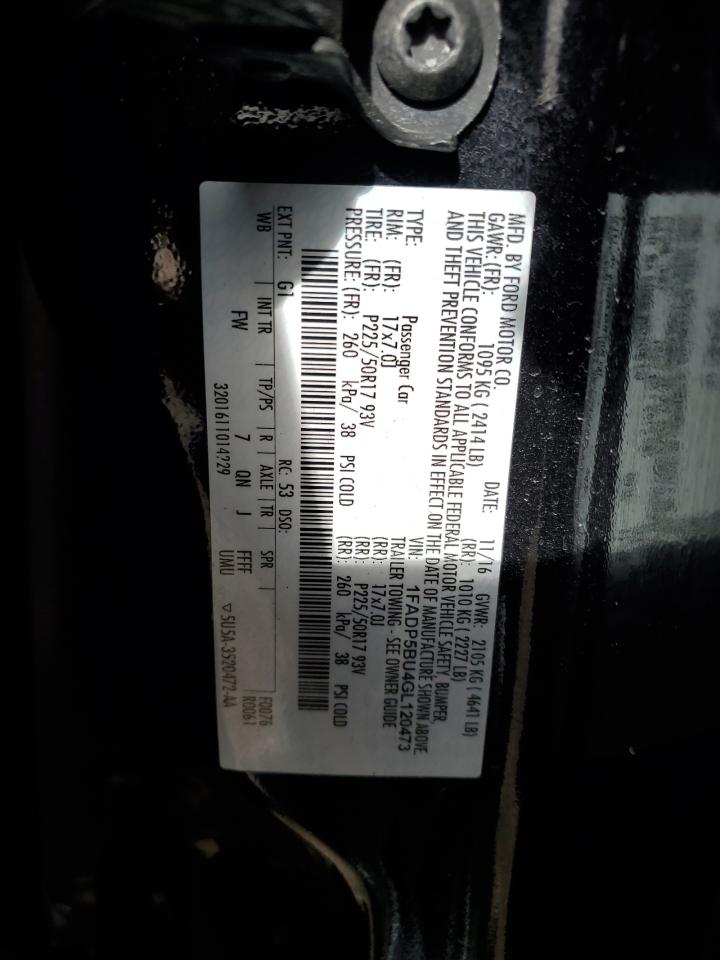 MFD. BY FORD MOTOR CO.
DATE: 11/16 GVWR: 2105 KG ( 4641 LB)
GAWR: (FR): 1095 KG ( 2414 LB) (RR): 1010 KG ( 2227 LB)
THIS VEHICLE CONFORMS TO ALL APPLICABLE FEDERAL MOTOR VEHICLE SAFETY, BUMPER,
AND THEFT PREVENTION STANDARDS IN EFFECT ON THE DATE OF MANUFACTURE SHOWN ABOVE.
VIN: 1FADP5BU4GL120473
TYPE: Passenger Car TRAILER TOWING - SEE OWNER GUIDE
RIM: (FR): 17x7.0J (RR): 17x7.0J
TIRE: (FR): P225/50R17 93V (RR): P225/50R17 93V
PRESSURE: (FR): 260 kPa/ 38 PSI COLD (RR): 260 kPa/ 38 PSI COLD
EXT PNT: G1 RC: 53 DSO:
WB INT TR TP/PS R AXLE TR SPR F0076
FW 7 QN J FFFF R0061
UMU
▽5U5A-3520472-AA